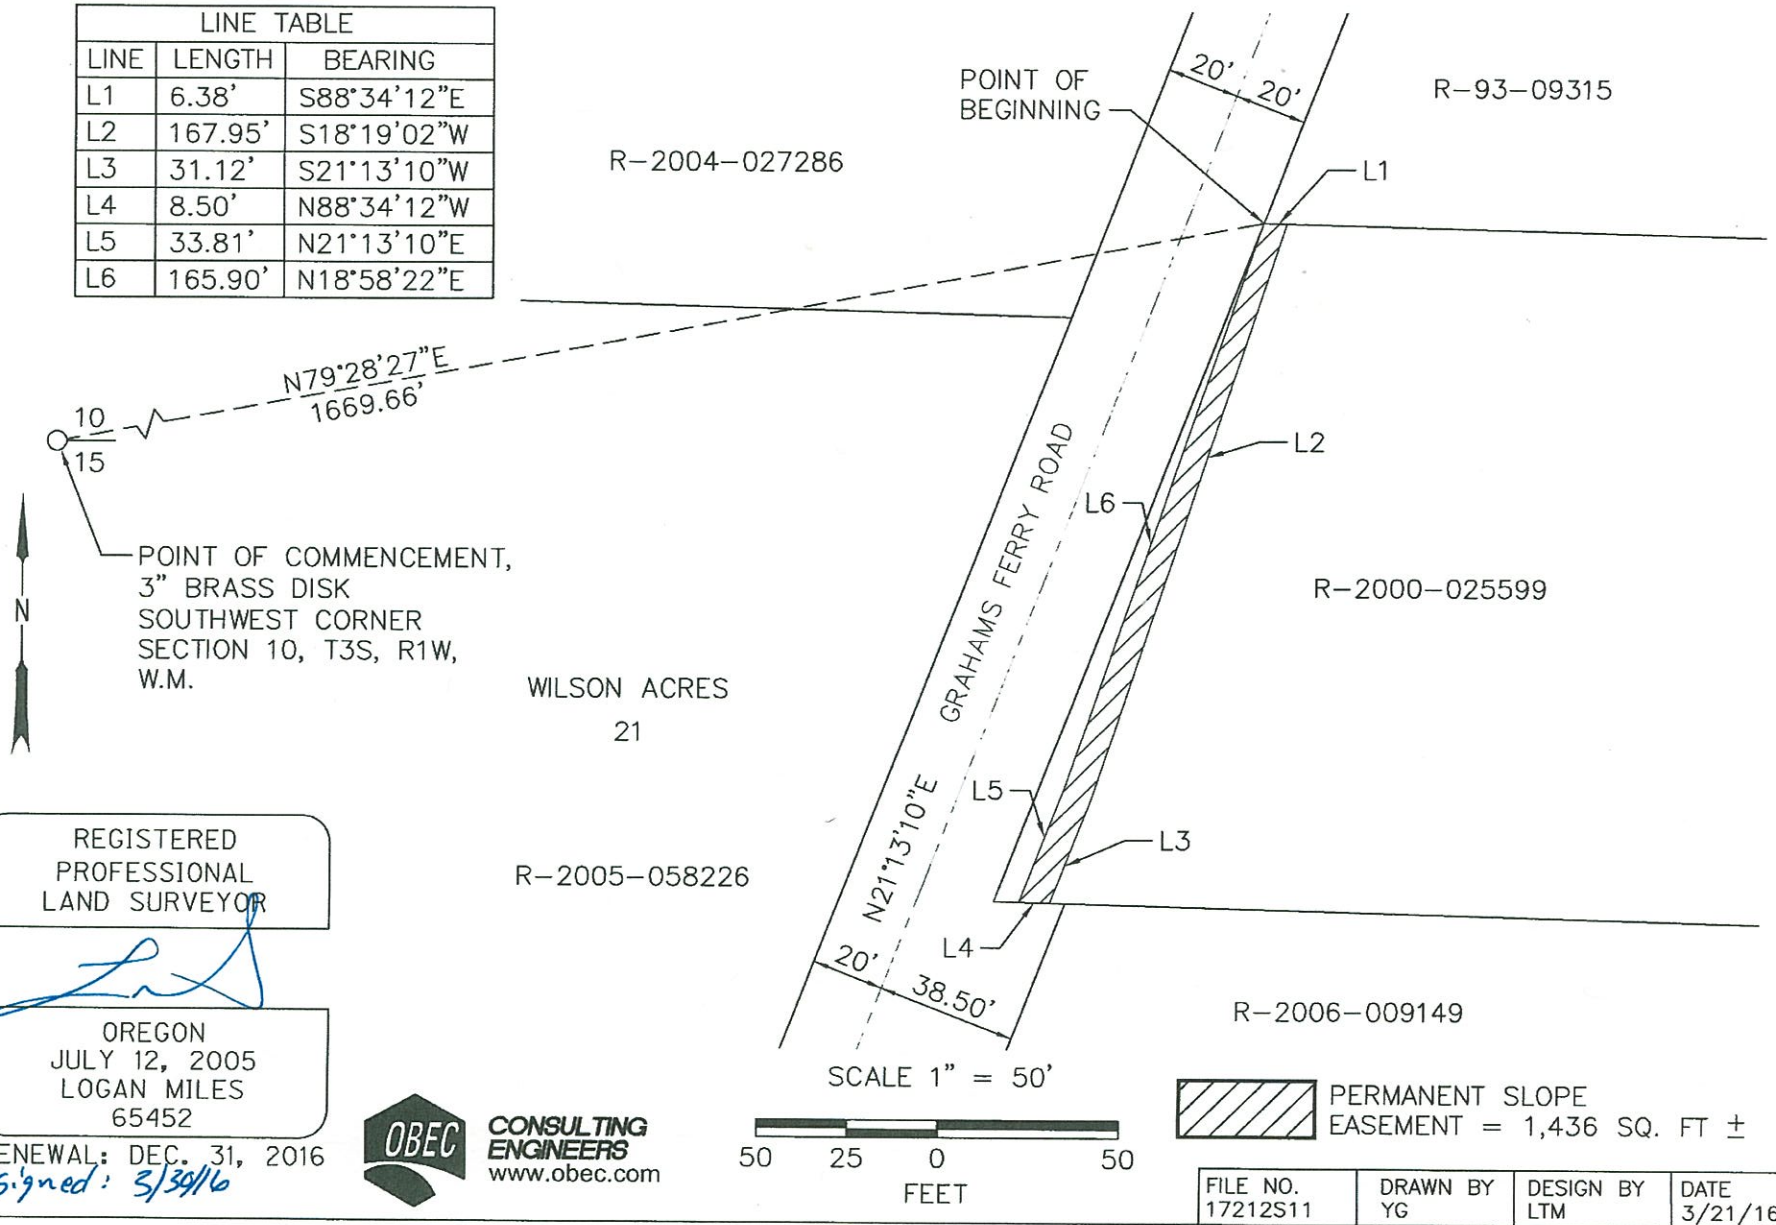 LINE TABLE
LINE LENGTH BEARING
L1 6.38' S88°34'12"E
L2 167.95' S18°19'02"W
L3 31.12' S21°13'10"W
L4 8.50' N88°34'12"W
L5 33.81' N21°13'10"E
L6 165.90' N18°58'22"E
POINT OF
BEGINNING
20'
20'
R-93-09315
R-2004-027286
L1
N79°28'27"E
1669.66'
10
15
L2
L6
GRAHAMS FERRY ROAD
N21°13'10"E
POINT OF COMMENCEMENT,
3" BRASS DISK
SOUTHWEST CORNER
SECTION 10, T3S, R1W,
W.M.
N
R-2000-025599
WILSON ACRES
21
L5
L3
R-2005-058226
L4
20'
38.50'
R-2006-009149
REGISTERED
PROFESSIONAL
LAND SURVEYOR
OREGON
JULY 12, 2005
LOGAN MILES
65452
ENEWAL: DEC. 31, 2016
signed: 3/30/16
OBEC
CONSULTING
ENGINEERS
www.obec.com
SCALE 1" = 50'
50 25 0 50
FEET
PERMANENT SLOPE
EASEMENT = 1,436 SQ. FT ±
FILE NO. DRAWN BY DESIGN BY DATE
17212S11 YG LTM 3/21/16